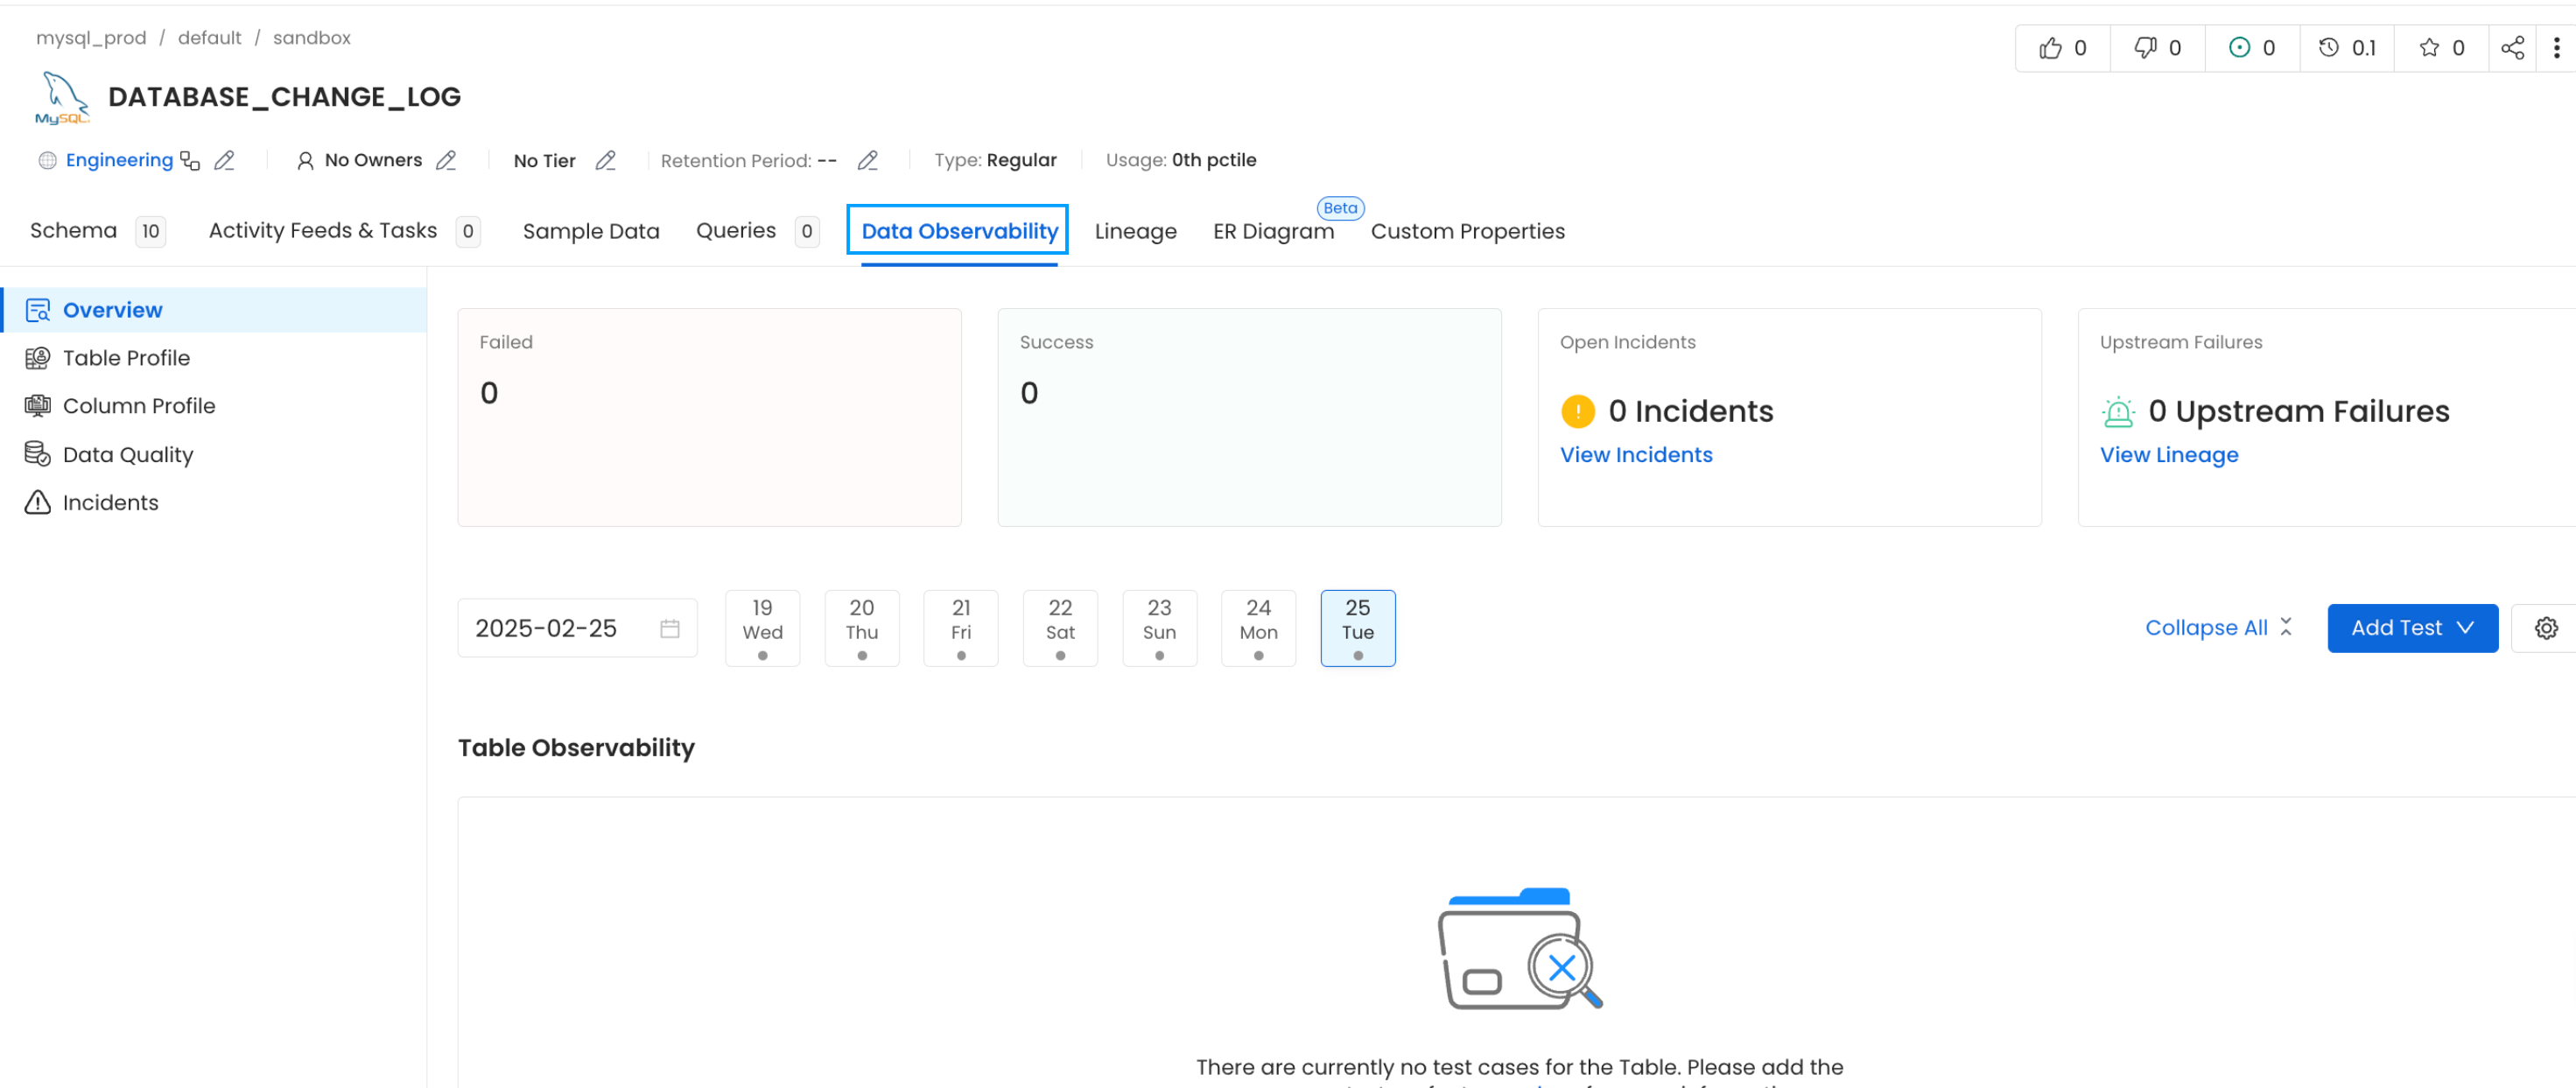 mysql_prod / default / sandbox
0 0 0 0.1 0
MySQL
DATABASE_CHANGE_LOG
Engineering No Owners No Tier Retention Period: -- Type: Regular Usage: 0th pctile
Schema 10 Activity Feeds & Tasks 0 Sample Data Queries 0 Data Observability Lineage ER Diagram Beta Custom Properties
Overview
Table Profile
Column Profile
Data Quality
Incidents
Failed
0
Success
0
Open Incidents
0 Incidents
View Incidents
Upstream Failures
0 Upstream Failures
View Lineage
2025-02-25
19 Wed
20 Thu
21 Fri
22 Sat
23 Sun
24 Mon
25 Tue
Collapse All
Add Test
Table Observability
There are currently no test cases for the Table. Please add the